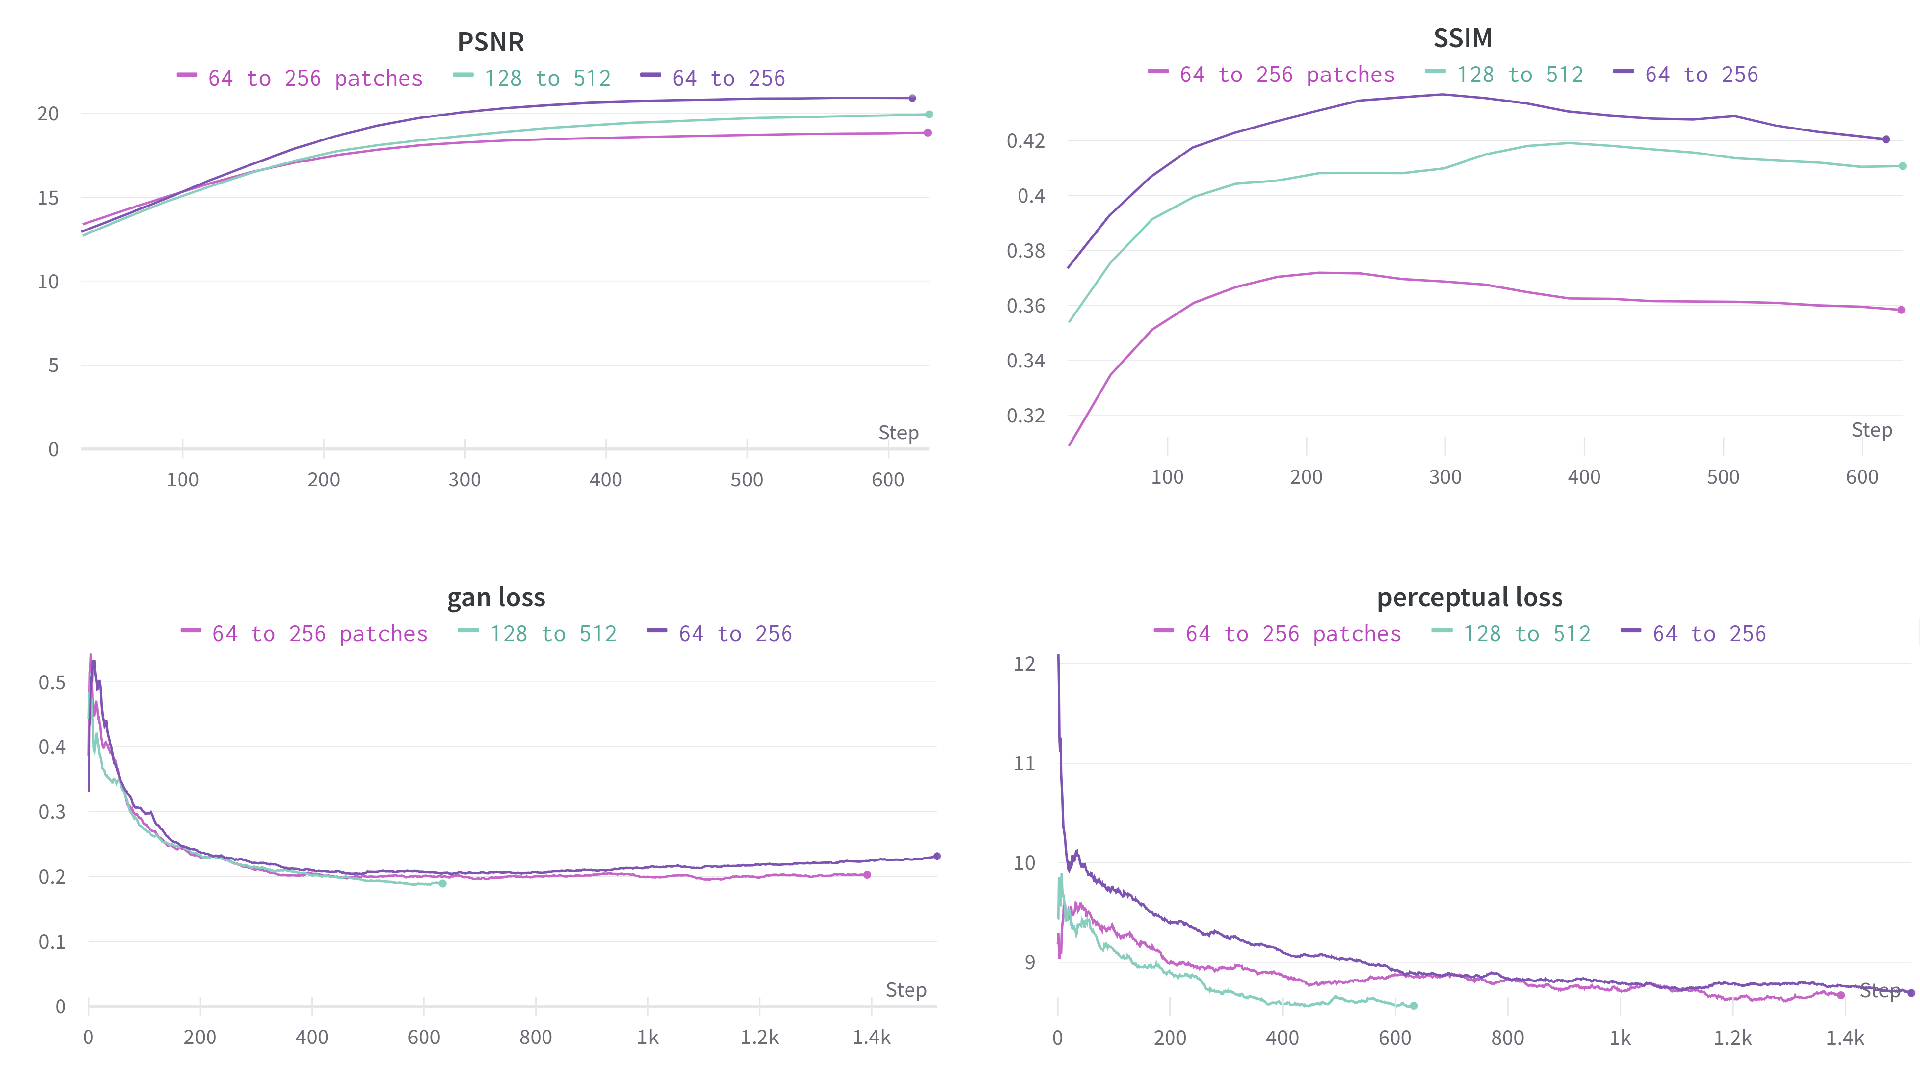 PSNR
64 to 256 patches 128 to 512 64 to 256
20
15
10
5
0
Step
100 200 300 400 500 600
SSIM
64 to 256 patches 128 to 512 64 to 256
0.42
0.4
0.38
0.36
0.34
0.32
Step
100 200 300 400 500 600
gan loss
64 to 256 patches 128 to 512 64 to 256
0.5
0.4
0.3
0.2
0.1
0
Step
0 200 400 600 800 1k 1.2k 1.4k
perceptual loss
64 to 256 patches 128 to 512 64 to 256
12
11
10
9
Step
0 200 400 600 800 1k 1.2k 1.4k